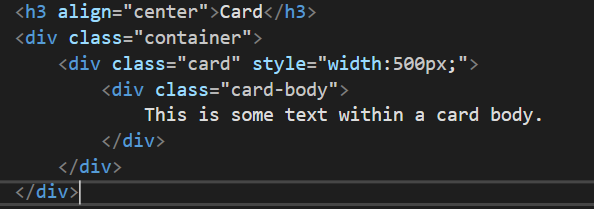 <h3 align="center">Card</h3>
<div class="container">
    <div class="card" style="width:500px;">
        <div class="card-body">
            This is some text within a card body.
        </div>
    </div>
</div>